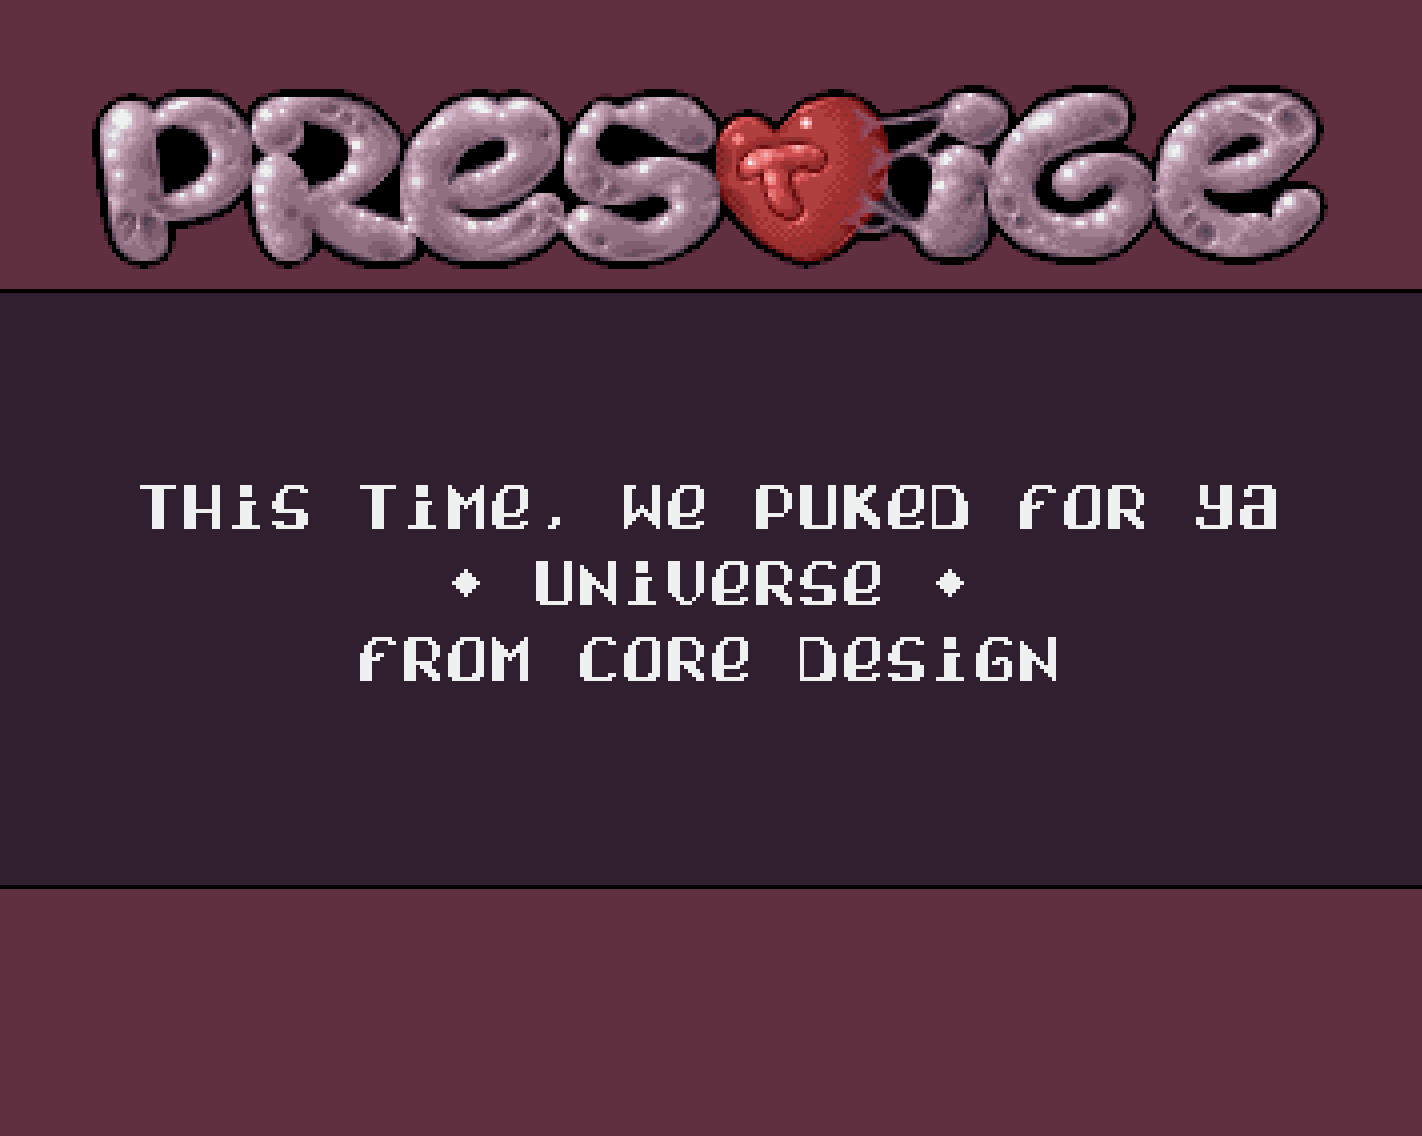 PResTiGe
THiS TiMe, We PUKeD FOR Ya
◆ UNiVeRSe ◆
FROM CORe DeSiGN